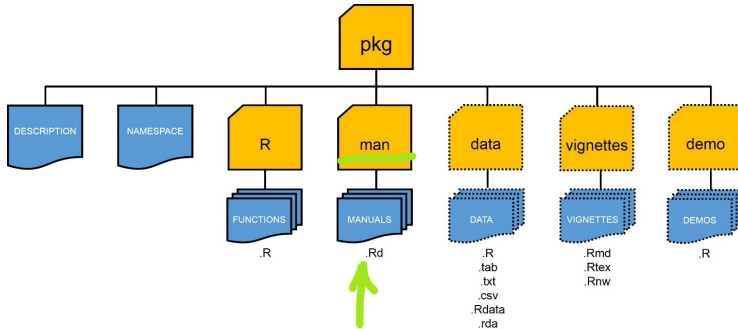 pkg
DESCRIPTION
NAMESPACE
R
man
data
vignettes
demo
FUNCTIONS
MANUALS
DATA
VIGNETTES
DEMOS
.R
.Rd
.R
.tab
.txt
.csv
.Rdata
.rda
.Rmd
.Rtex
.Rnw
.R